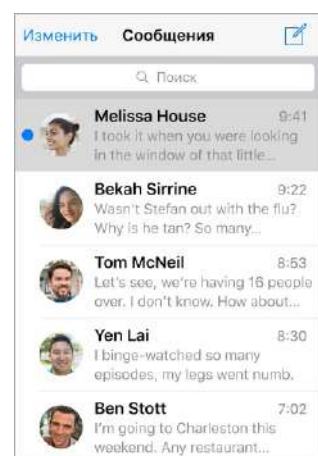 Изменить Сообщения
Поиск
Melissa House 9:41
I took it when you were looking
in the window of that little...
Bekah Sirrine 9:22
Wasn't Stefan out with the flu?
Why is he tan? So many...
Tom McNeil 8:53
Let's see, we're having 16 people
over. I don't know. How about...
Yen Lai 8:30
I binge-watched so many
episodes, my legs went numb.
Ben Stott 7:02
I'm going to Charleston this
weekend. Any restaurant...